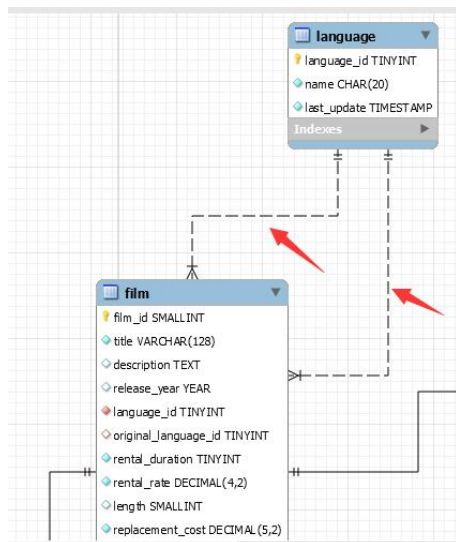 language
language_id TINYINT
name CHAR(20)
last_update TIMESTAMP
Indexes
film
film_id SMALLINT
title VARCHAR(128)
description TEXT
release_year YEAR
language_id TINYINT
original_language_id TINYINT
rental_duration TINYINT
rental_rate DECIMAL(4,2)
length SMALLINT
replacement_cost DECIMAL(5,2)